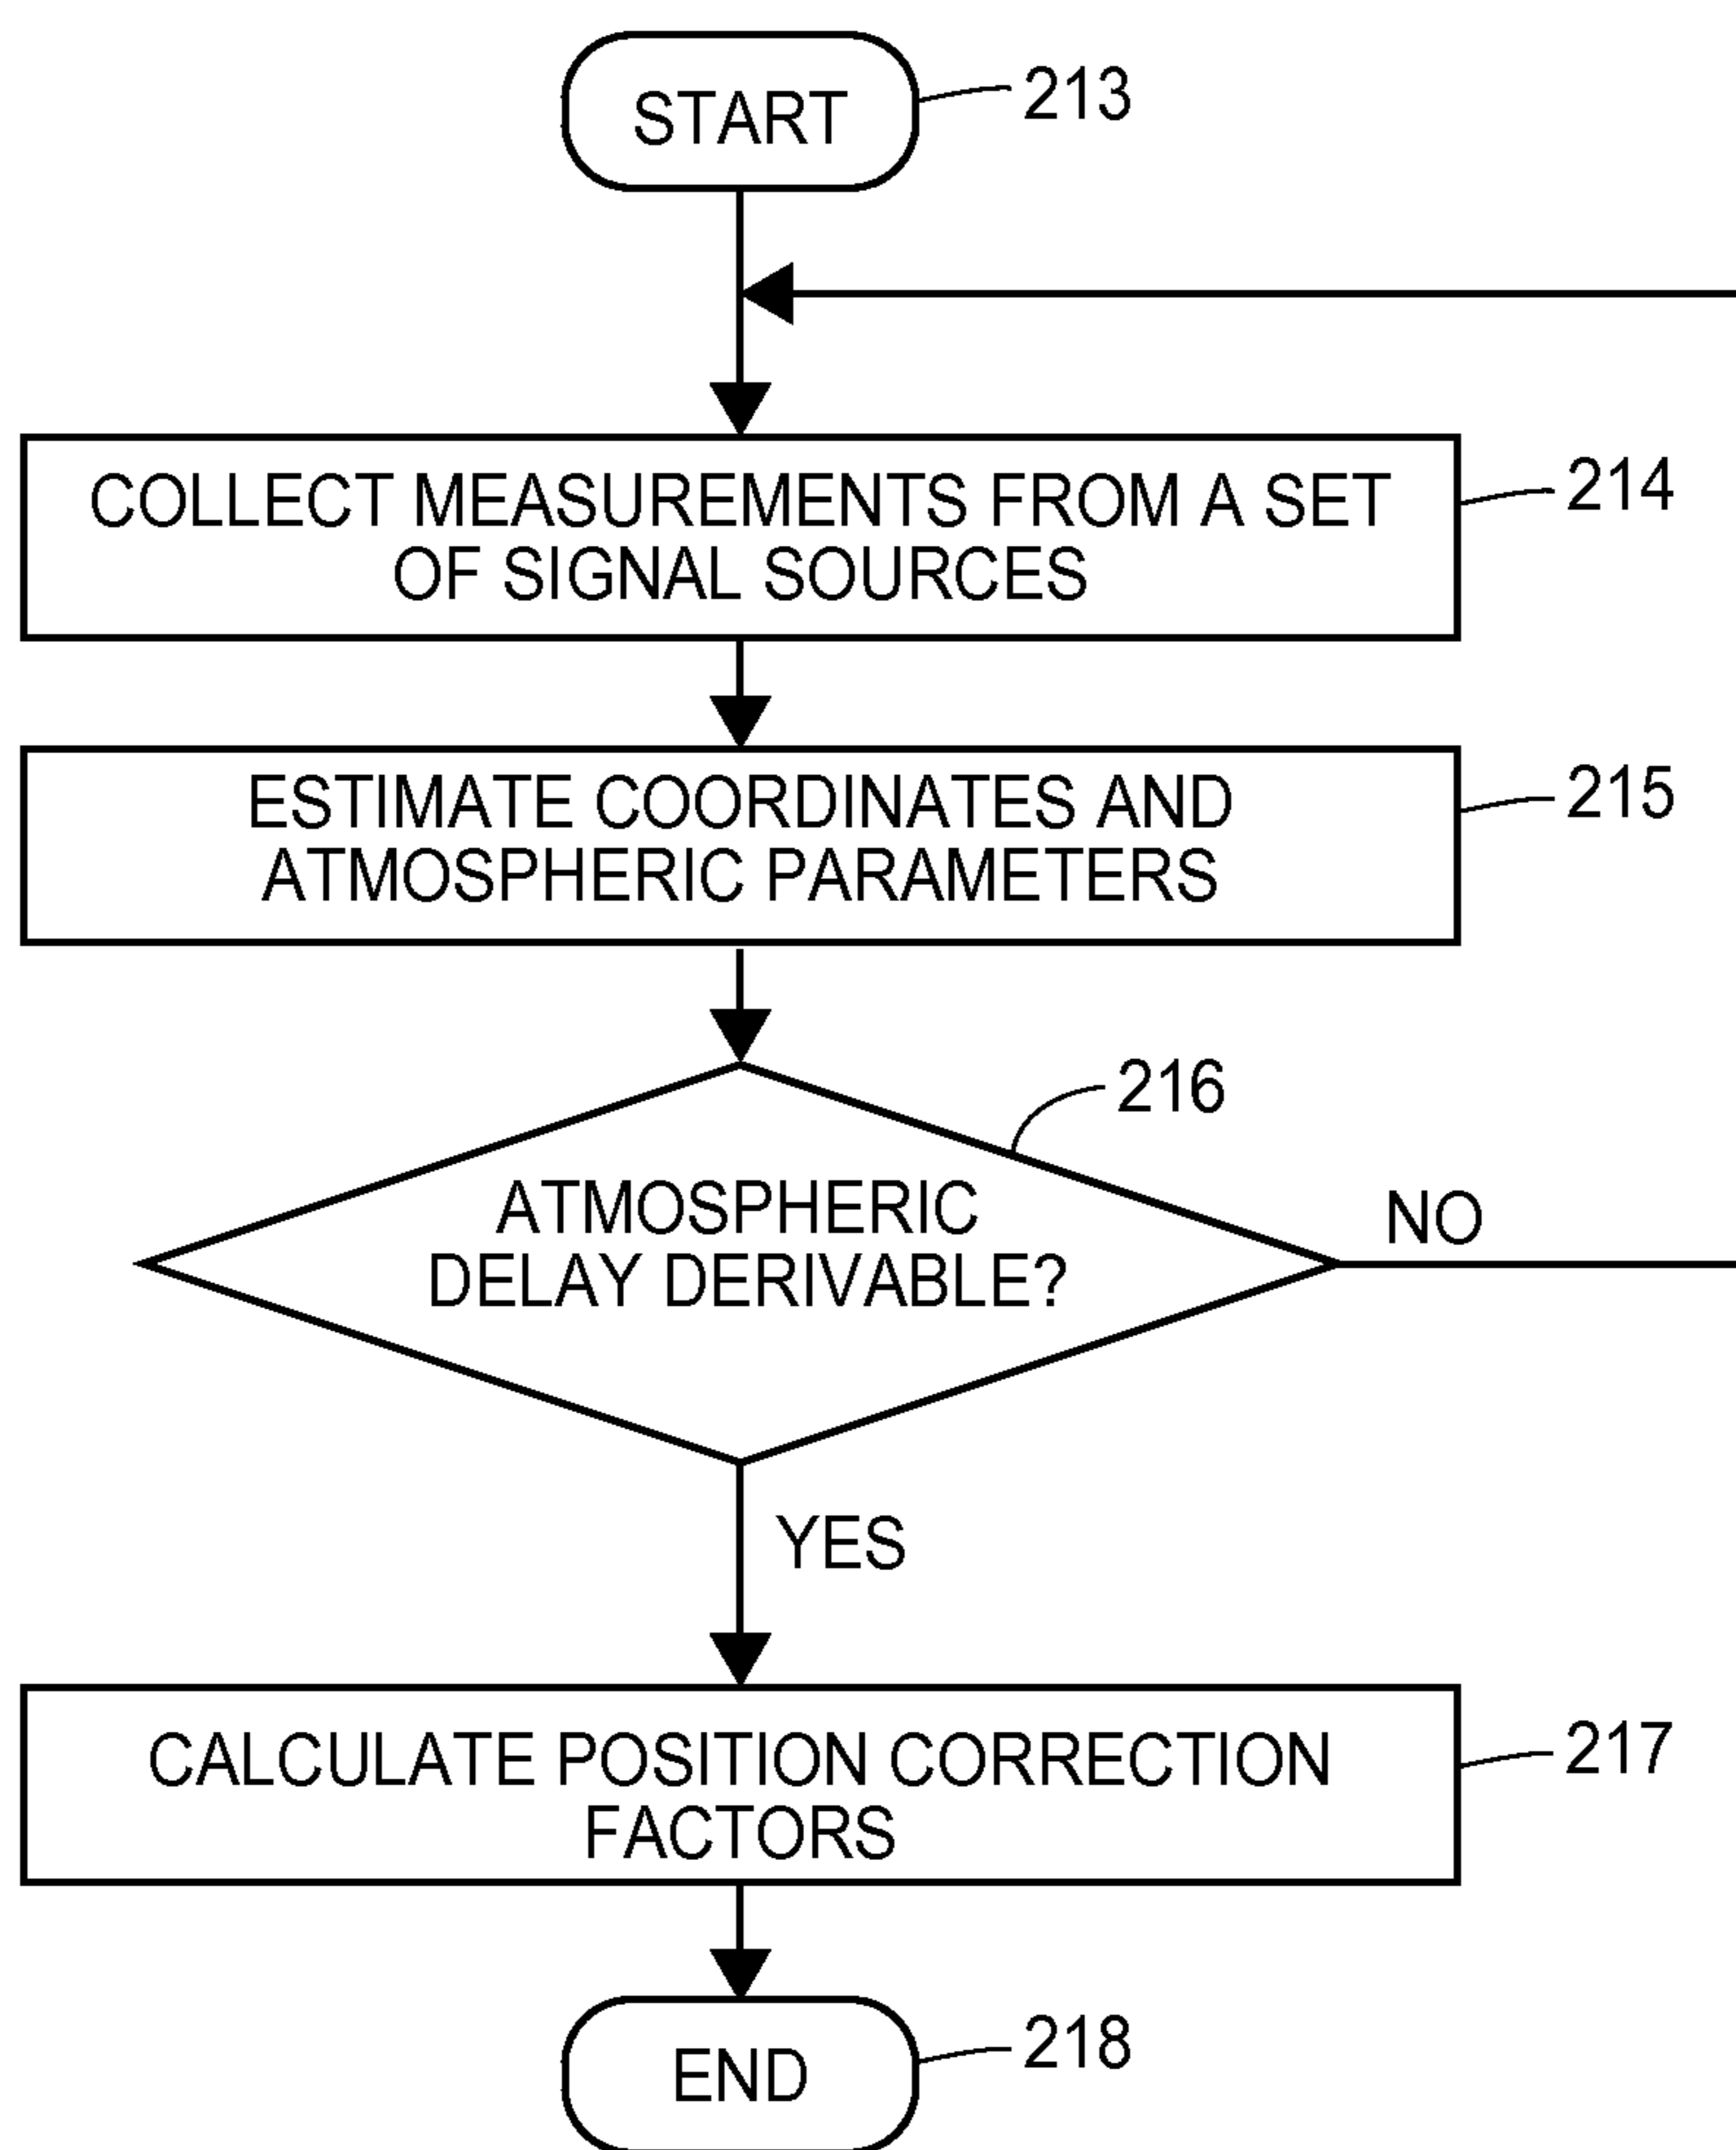 START
213
COLLECT MEASUREMENTS FROM A SET
OF SIGNAL SOURCES
214
ESTIMATE COORDINATES AND
ATMOSPHERIC PARAMETERS
215
216
ATMOSPHERIC
DELAY DERIVABLE?
NO
YES
CALCULATE POSITION CORRECTION
FACTORS
217
END
218